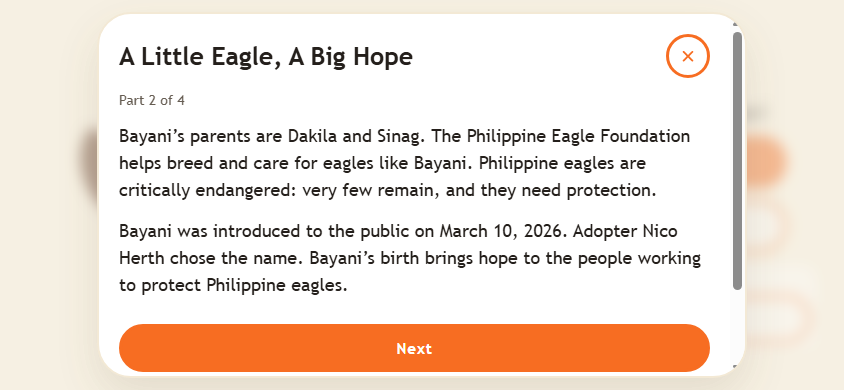 A Little Eagle, A Big Hope
Part 2 of 4
Bayani’s parents are Dakila and Sinag. The Philippine Eagle Foundation
helps breed and care for eagles like Bayani. Philippine eagles are
critically endangered: very few remain, and they need protection.
Bayani was introduced to the public on March 10, 2026. Adopter Nico
Herth chose the name. Bayani’s birth brings hope to the people working
to protect Philippine eagles.
Next